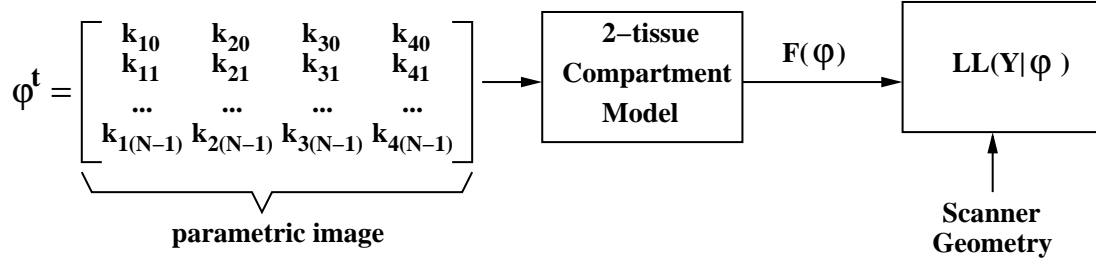 φᵗ =
k₁₀ k₂₀ k₃₀ k₄₀
k₁₁ k₂₁ k₃₁ k₄₁
... ... ... ...
k₁₍N−1₎ k₂₍N−1₎ k₃₍N−1₎ k₄₍N−1₎
parametric image
2−tissue
Compartment
Model
F(φ)
LL(Y|φ )
Scanner
Geometry